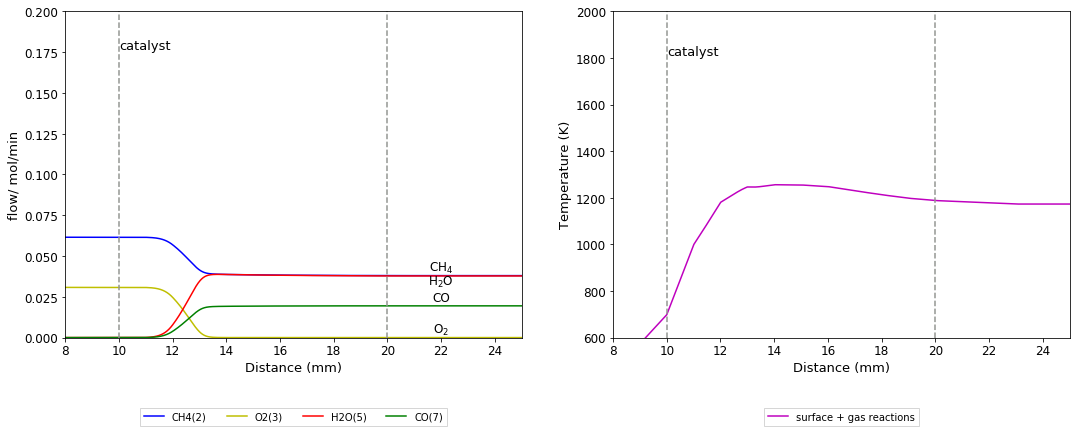 0.200
0.175
0.150
0.125
0.100
0.075
0.050
0.025
0.000
flow/ mol/min
catalyst
CH₄
H₂O
CO
O₂
8 10 12 14 16 18 20 22 24
Distance (mm)
CH4(2) O2(3) H2O(5) CO(7)
2000
1800
1600
1400
1200
1000
800
600
Temperature (K)
catalyst
8 10 12 14 16 18 20 22 24
Distance (mm)
surface + gas reactions